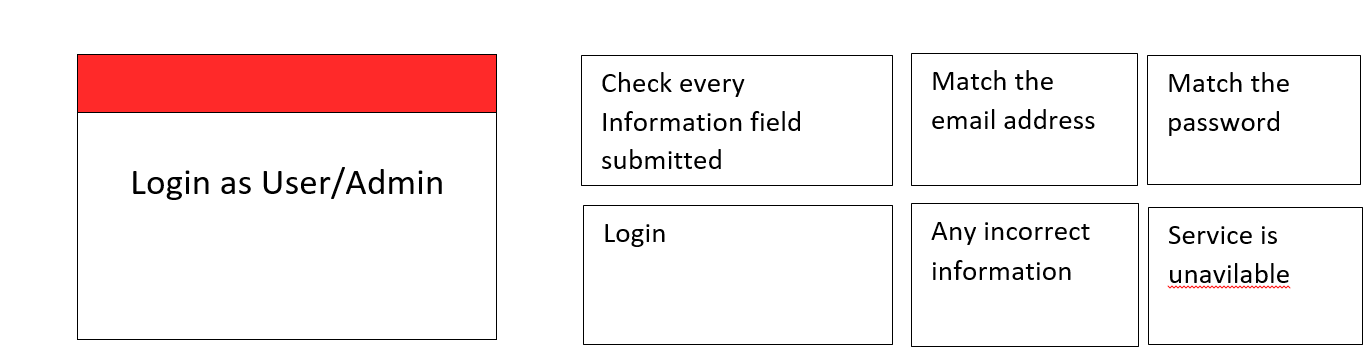 Login as User/Admin
Check every
Information field
submitted
Match the
email address
Match the
password
Login
Any incorrect
information
Service is
unavilable